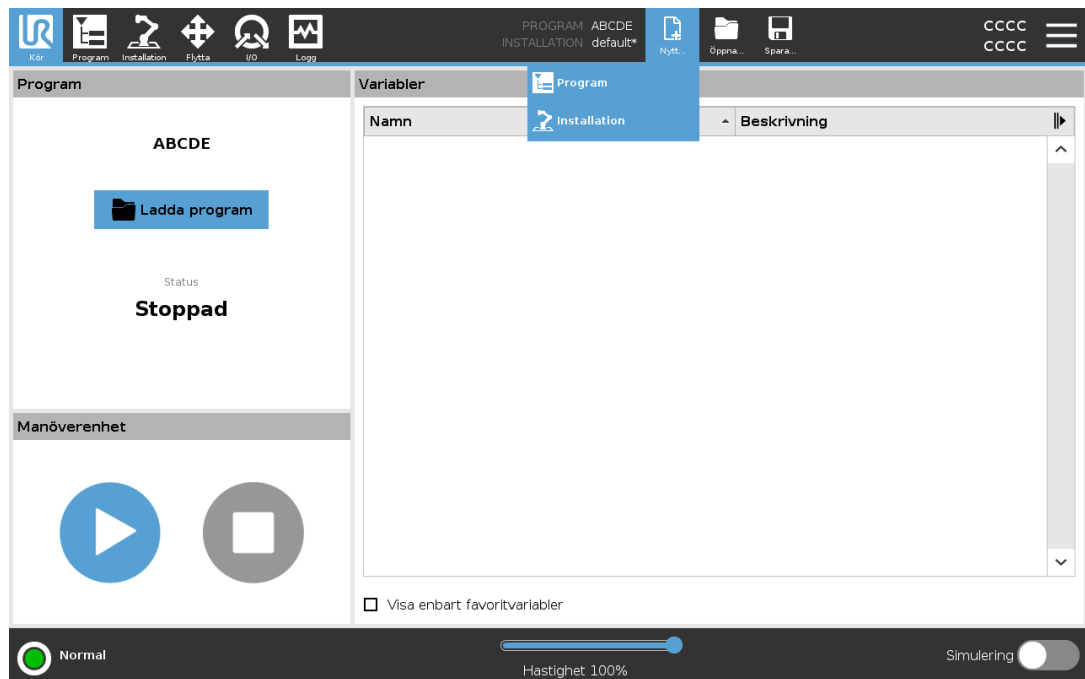 Kör
Program
Installation
Flytta
I/O
Logg
PROGRAM ABCDE
INSTALLATION default*
Nytt...
Öppna...
Spara...
CCCC
CCCC
Program
Installation
Program
ABCDE
Ladda program
Status
Stoppad
Manöverenhet
Variabler
Namn
Beskrivning
Visa enbart favoritvariabler
Normal
Hastighet 100%
Simulering